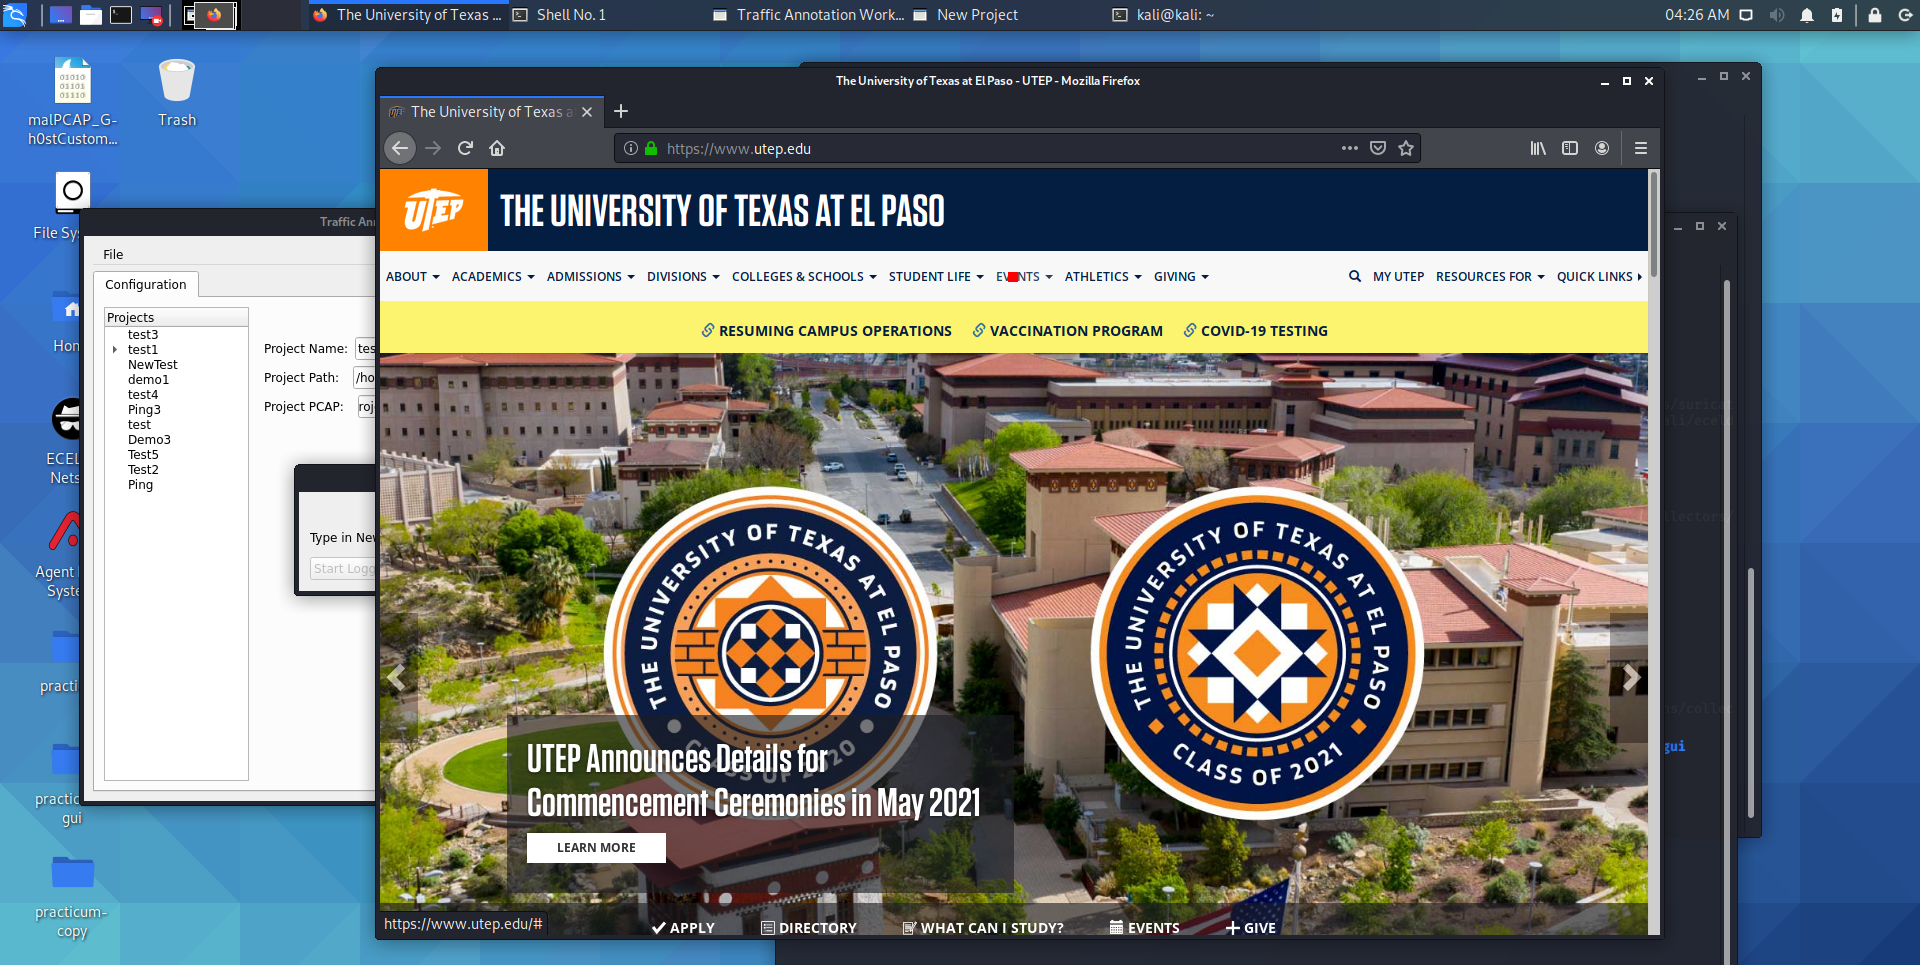 The University of Texas ...
Shell No. 1
Traffic Annotation Work...
New Project
kali@kali: ~
04:26 AM
malPCAP_G-
h0stCustom...
Trash
File Sy
Hon
ECEL
Nets
Agent
Syste
practi
practic
gui
practicum-
copy
Traffic An
File
Configuration
Projects
test3
test1
NewTest
demo1
test4
Ping3
test
Demo3
Test5
Test2
Ping
Project Name: tes
Project Path: /ho
Project PCAP: roj
Type in Nev
Start Logg
The University of Texas at El Paso - UTEP - Mozilla Firefox
The University of Texas a
https://www.utep.edu
UTEP
THE UNIVERSITY OF TEXAS AT EL PASO
ABOUT ACADEMICS ADMISSIONS DIVISIONS COLLEGES & SCHOOLS STUDENT LIFE EVENTS ATHLETICS GIVING MY UTEP RESOURCES FOR QUICK LINKS
RESUMING CAMPUS OPERATIONS VACCINATION PROGRAM COVID-19 TESTING
THE UNIVERSITY OF TEXAS AT EL PASO
CLASS OF 2020
THE UNIVERSITY OF TEXAS AT EL PASO
CLASS OF 2021
UTEP Announces Details for
Commencement Ceremonies in May 2021
LEARN MORE
https://www.utep.edu/#
APPLY DIRECTORY WHAT CAN I STUDY? EVENTS GIVE
s/surica
li/ecel
llectors/
s/collec
gui